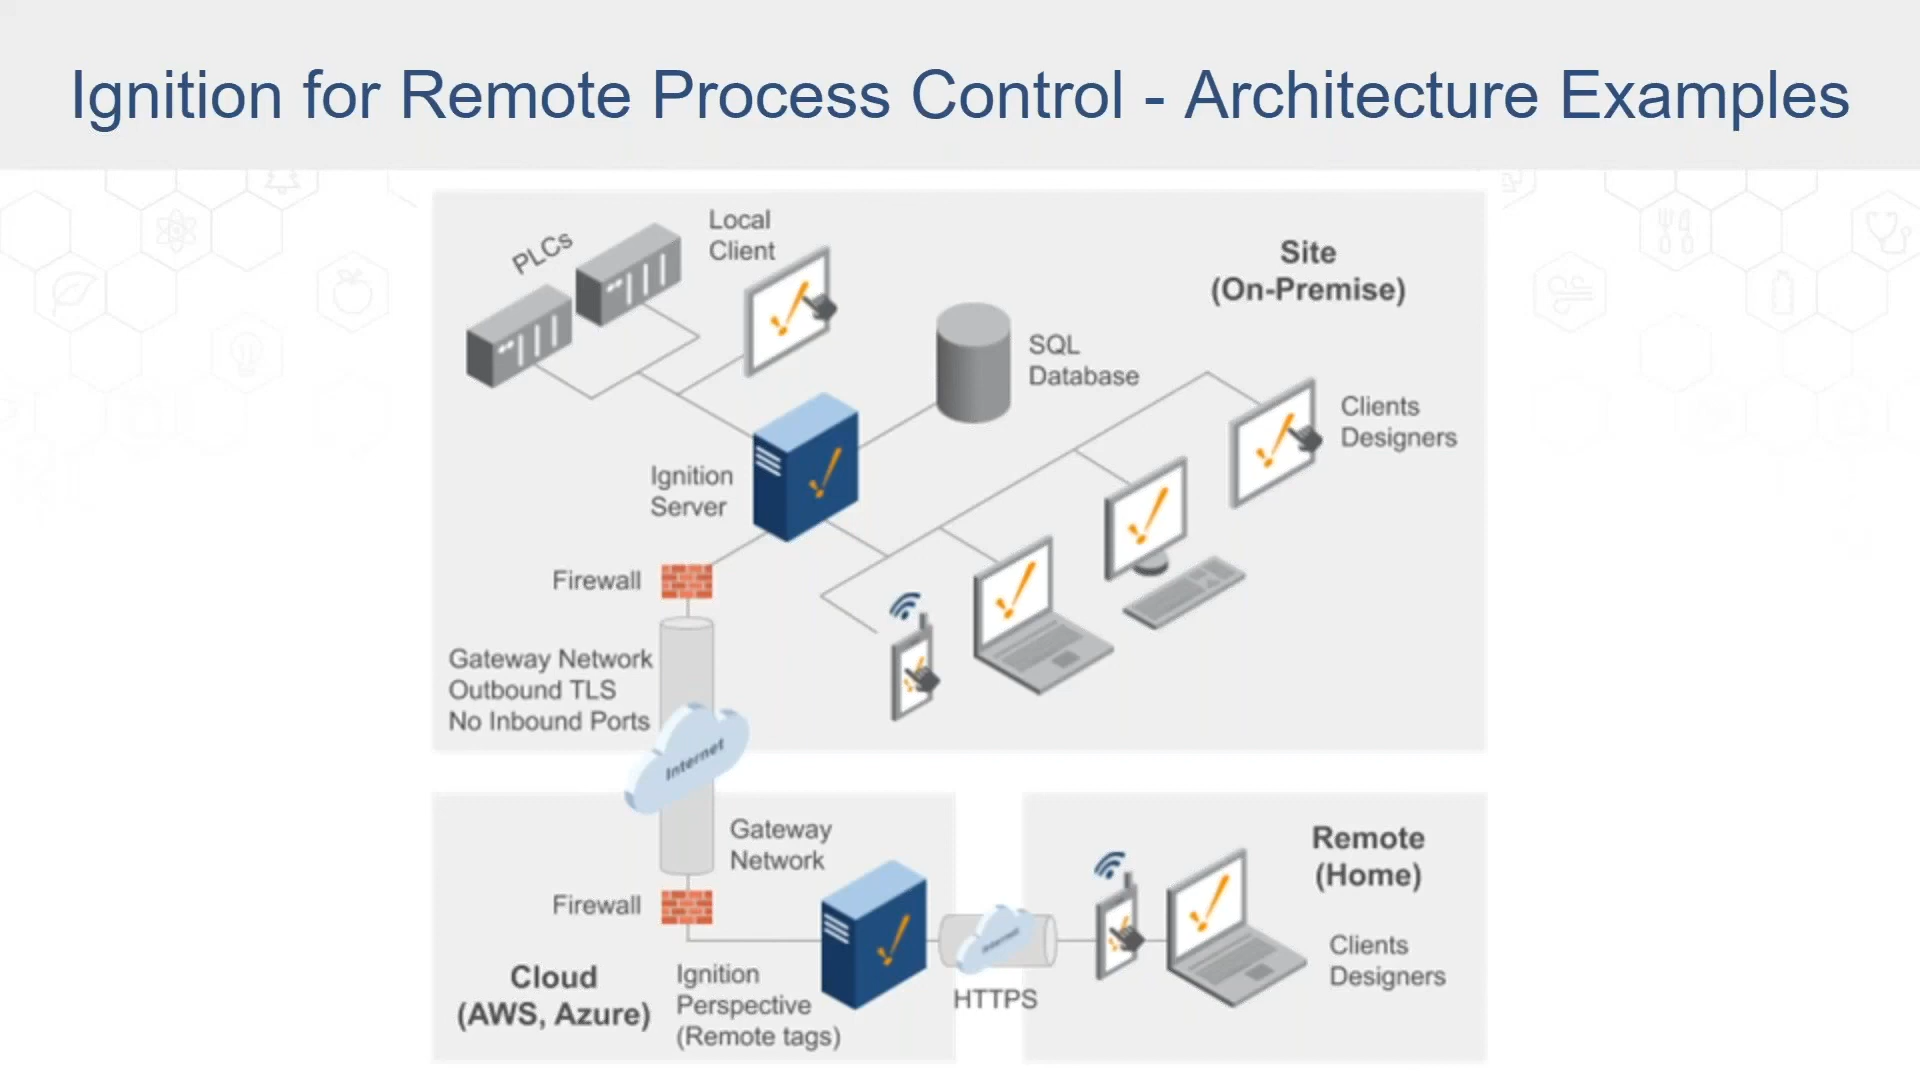 Ignition for Remote Process Control - Architecture Examples
PLCs
Local
Client
Site
(On-Premise)
SQL
Database
Clients
Designers
Ignition
Server
Firewall
Gateway Network
Outbound TLS
No Inbound Ports
Internet
Gateway
Network
Firewall
Cloud
(AWS, Azure)
Ignition
Perspective
(Remote tags)
Internet
HTTPS
Remote
(Home)
Clients
Designers